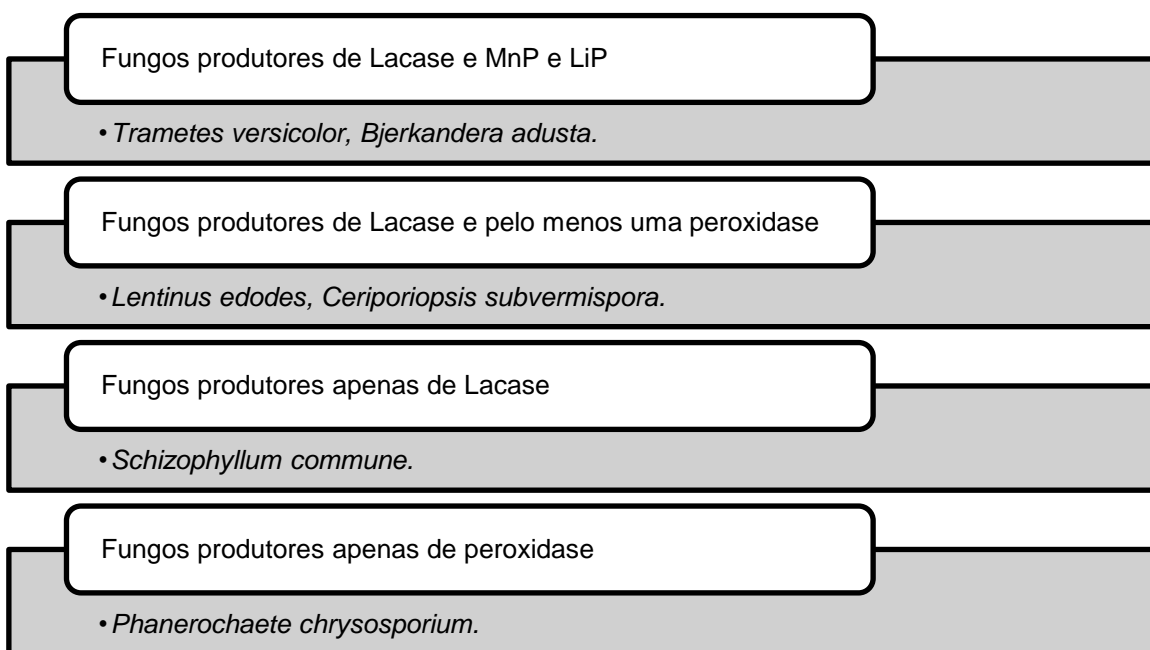 Fungos produtores de Lacase e MnP e LiP
• Trametes versicolor, Bjerkandera adusta.
Fungos produtores de Lacase e pelo menos uma peroxidase
• Lentinus edodes, Ceriporiopsis subvermispora.
Fungos produtores apenas de Lacase
• Schizophyllum commune.
Fungos produtores apenas de peroxidase
• Phanerochaete chrysosporium.